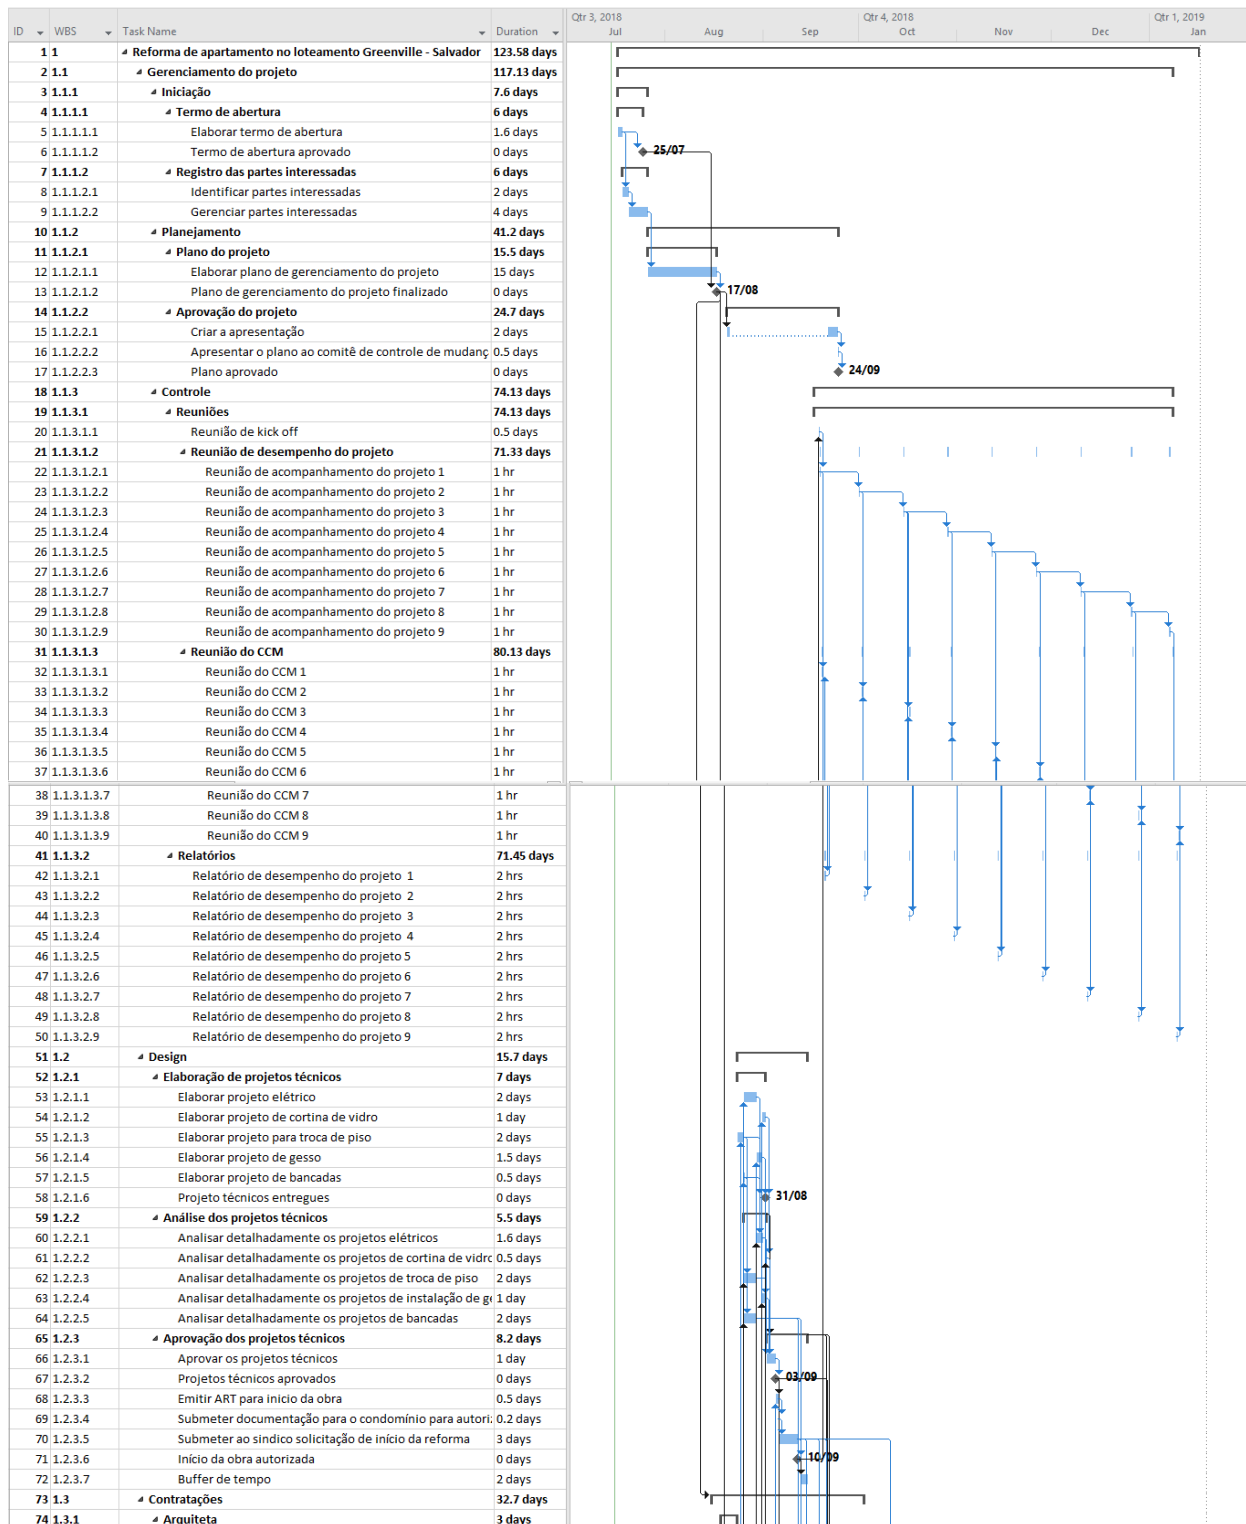 Qtr 3, 2018 Qtr 4, 2018 Qtr 1, 2019
ID WBS Task Name Duration Jul Aug Sep Oct Nov Dec Jan
1 1 Reforma de apartamento no loteamento Greenville - Salvador 123.58 days
2 1.1 Gerenciamento do projeto 117.13 days
3 1.1.1 Iniciação 7.6 days
4 1.1.1.1 Termo de abertura 6 days
5 1.1.1.1.1 Elaborar termo de abertura 1.6 days
6 1.1.1.1.2 Termo de abertura aprovado 0 days 25/07
7 1.1.1.2 Registro das partes interessadas 6 days
8 1.1.1.2.1 Identificar partes interessadas 2 days
9 1.1.1.2.2 Gerenciar partes interessadas 4 days
10 1.1.2 Planejamento 41.2 days
11 1.1.2.1 Plano do projeto 15.5 days
12 1.1.2.1.1 Elaborar plano de gerenciamento do projeto 15 days
13 1.1.2.1.2 Plano de gerenciamento do projeto finalizado 0 days 17/08
14 1.1.2.2 Aprovação do projeto 24.7 days
15 1.1.2.2.1 Criar a apresentação 2 days
16 1.1.2.2.2 Apresentar o plano ao comitê de controle de mudanç 0.5 days
17 1.1.2.2.3 Plano aprovado 0 days 24/09
18 1.1.3 Controle 74.13 days
19 1.1.3.1 Reuniões 74.13 days
20 1.1.3.1.1 Reunião de kick off 0.5 days
21 1.1.3.1.2 Reunião de desempenho do projeto 71.33 days
22 1.1.3.1.2.1 Reunião de acompanhamento do projeto 1 1 hr
23 1.1.3.1.2.2 Reunião de acompanhamento do projeto 2 1 hr
24 1.1.3.1.2.3 Reunião de acompanhamento do projeto 3 1 hr
25 1.1.3.1.2.4 Reunião de acompanhamento do projeto 4 1 hr
26 1.1.3.1.2.5 Reunião de acompanhamento do projeto 5 1 hr
27 1.1.3.1.2.6 Reunião de acompanhamento do projeto 6 1 hr
28 1.1.3.1.2.7 Reunião de acompanhamento do projeto 7 1 hr
29 1.1.3.1.2.8 Reunião de acompanhamento do projeto 8 1 hr
30 1.1.3.1.2.9 Reunião de acompanhamento do projeto 9 1 hr
31 1.1.3.1.3 Reunião do CCM 80.13 days
32 1.1.3.1.3.1 Reunião do CCM 1 1 hr
33 1.1.3.1.3.2 Reunião do CCM 2 1 hr
34 1.1.3.1.3.3 Reunião do CCM 3 1 hr
35 1.1.3.1.3.4 Reunião do CCM 4 1 hr
36 1.1.3.1.3.5 Reunião do CCM 5 1 hr
37 1.1.3.1.3.6 Reunião do CCM 6 1 hr
38 1.1.3.1.3.7 Reunião do CCM 7 1 hr
39 1.1.3.1.3.8 Reunião do CCM 8 1 hr
40 1.1.3.1.3.9 Reunião do CCM 9 1 hr
41 1.1.3.2 Relatórios 71.45 days
42 1.1.3.2.1 Relatório de desempenho do projeto 1 2 hrs
43 1.1.3.2.2 Relatório de desempenho do projeto 2 2 hrs
44 1.1.3.2.3 Relatório de desempenho do projeto 3 2 hrs
45 1.1.3.2.4 Relatório de desempenho do projeto 4 2 hrs
46 1.1.3.2.5 Relatório de desempenho do projeto 5 2 hrs
47 1.1.3.2.6 Relatório de desempenho do projeto 6 2 hrs
48 1.1.3.2.7 Relatório de desempenho do projeto 7 2 hrs
49 1.1.3.2.8 Relatório de desempenho do projeto 8 2 hrs
50 1.1.3.2.9 Relatório de desempenho do projeto 9 2 hrs
51 1.2 Design 15.7 days
52 1.2.1 Elaboração de projetos técnicos 7 days
53 1.2.1.1 Elaborar projeto elétrico 2 days
54 1.2.1.2 Elaborar projeto de cortina de vidro 1 day
55 1.2.1.3 Elaborar projeto para troca de piso 2 days
56 1.2.1.4 Elaborar projeto de gesso 1.5 days
57 1.2.1.5 Elaborar projeto de bancadas 0.5 days
58 1.2.1.6 Projeto técnicos entregues 0 days 31/08
59 1.2.2 Análise dos projetos técnicos 5.5 days
60 1.2.2.1 Analisar detalhadamente os projetos elétricos 1.6 days
61 1.2.2.2 Analisar detalhadamente os projetos de cortina de vidro 0.5 days
62 1.2.2.3 Analisar detalhadamente os projetos de troca de piso 2 days
63 1.2.2.4 Analisar detalhadamente os projetos de instalação de ge 1 day
64 1.2.2.5 Analisar detalhadamente os projetos de bancadas 2 days
65 1.2.3 Aprovação dos projetos técnicos 8.2 days
66 1.2.3.1 Aprovar os projetos técnicos 1 day
67 1.2.3.2 Projetos técnicos aprovados 0 days 03/09
68 1.2.3.3 Emitir ART para inicio da obra 0.5 days
69 1.2.3.4 Submeter documentação para o condomínio para autori 0.2 days
70 1.2.3.5 Submeter ao sindico solicitação de início da reforma 3 days
71 1.2.3.6 Início da obra autorizada 0 days 10/09
72 1.2.3.7 Buffer de tempo 2 days
73 1.3 Contratações 32.7 days
74 1.3.1 Arquiteta 3 days